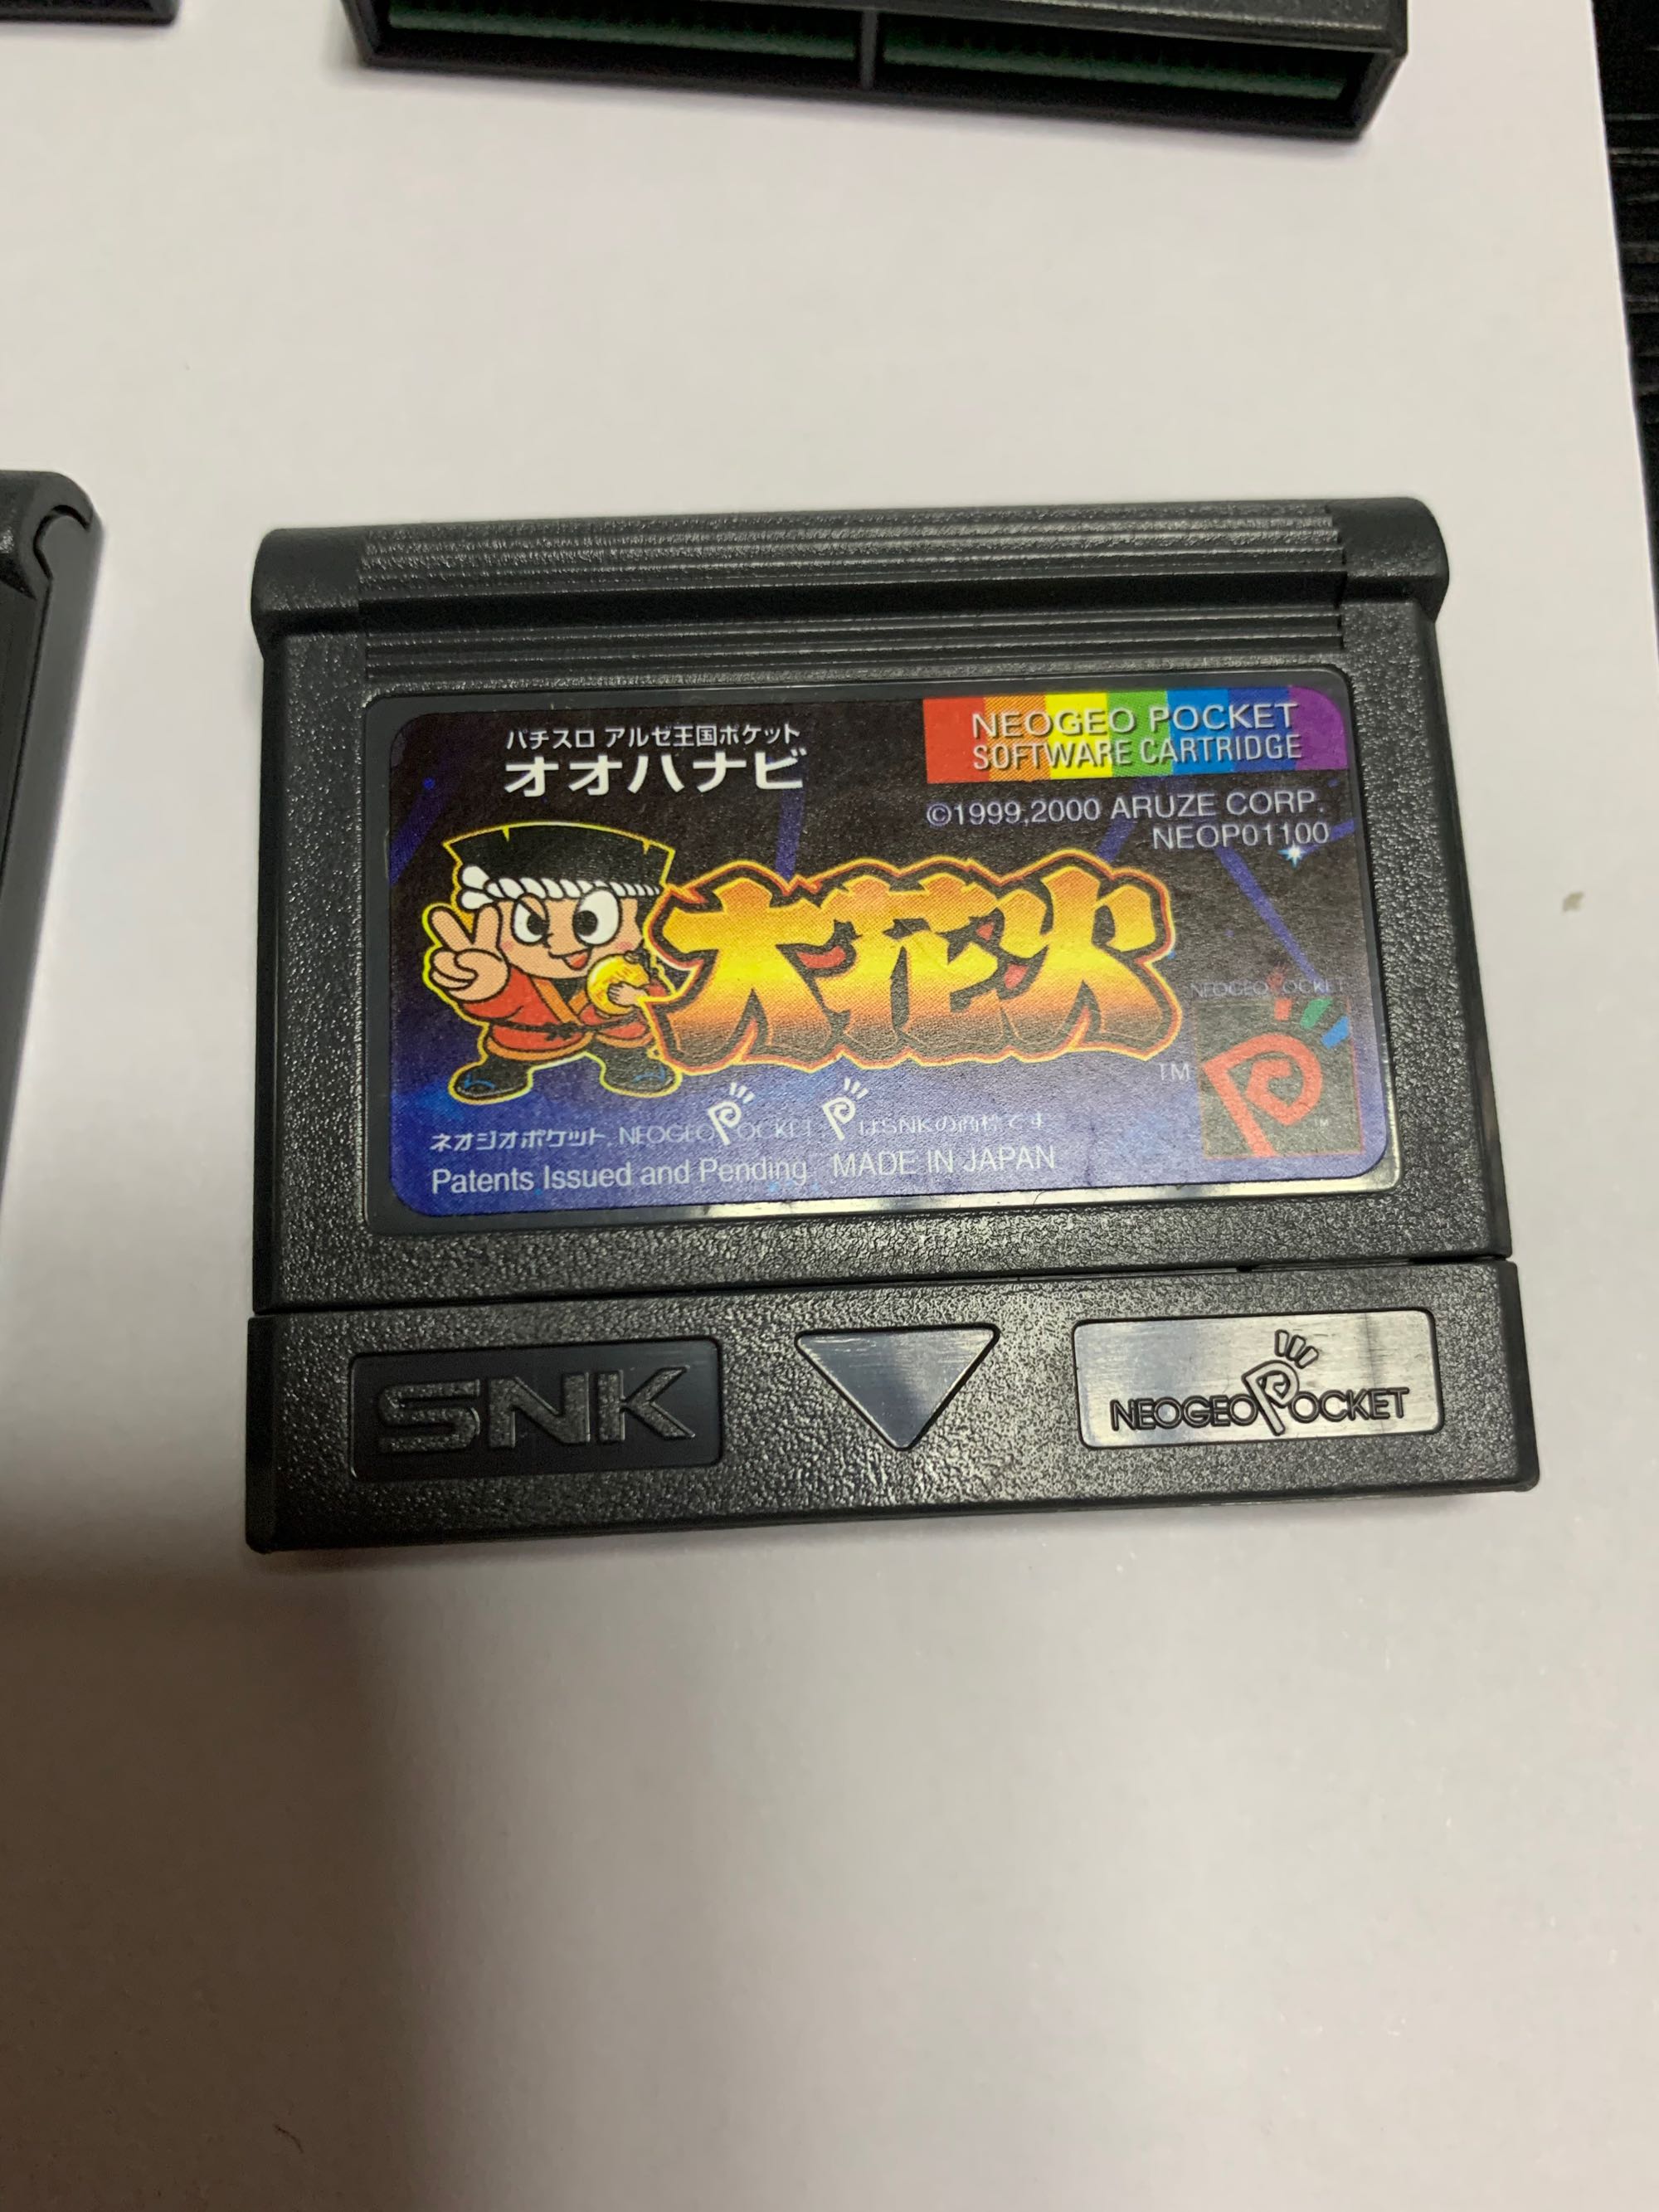 パチスロ アルゼ王国ポケット
オオハナビ
NEOGEO POCKET
SOFTWARE CARTRIDGE
©1999,2000 ARUZE CORP.
NEOP01100
大花火
TM
NEOGEO POCKET
TM
ネオジオポケット, NEOGEO POCKET, P はSNKの商標です
Patents Issued and Pending. MADE IN JAPAN
SNK
NEOGEO POCKET